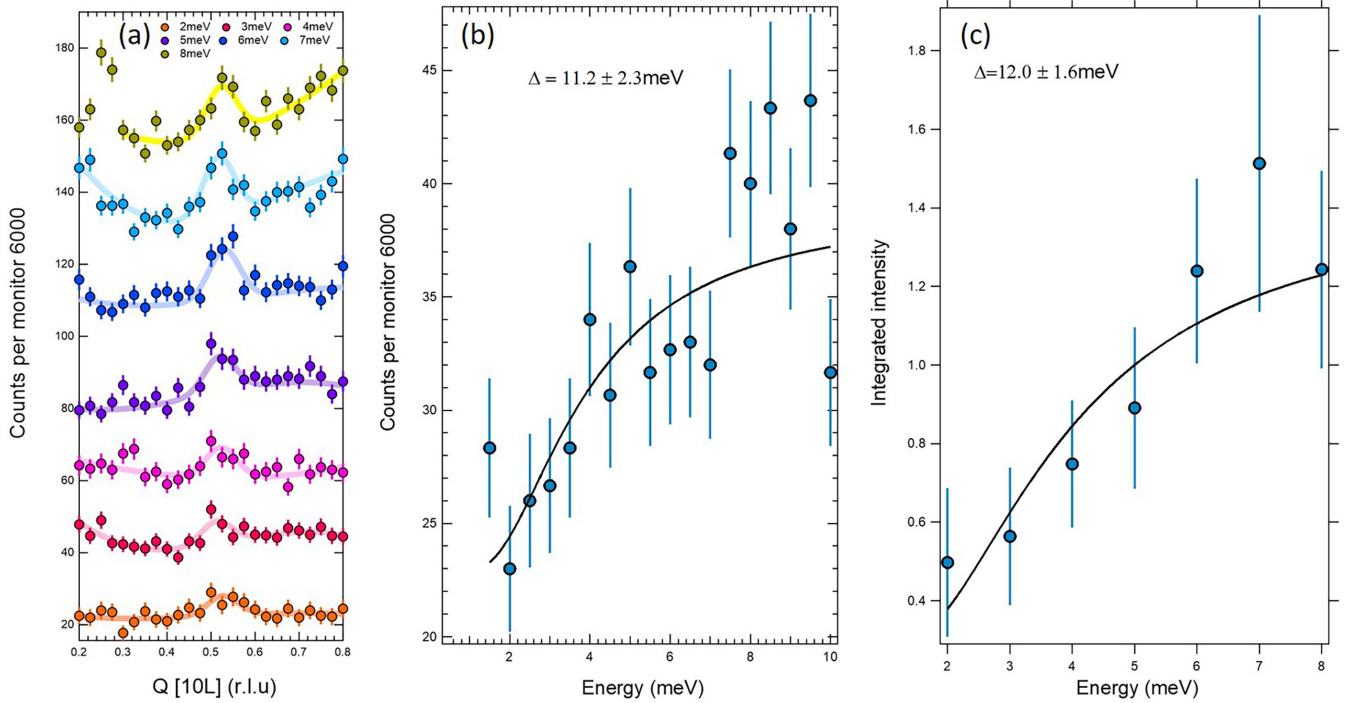 (a)
2meV 3meV 4meV
5meV 6meV 7meV
8meV
Counts per monitor 6000
180
160
140
120
100
80
60
40
20
0.2 0.3 0.4 0.5 0.6 0.7 0.8
Q [10L] (r.l.u)
(b)
Δ = 11.2 ± 2.3meV
Counts per monitor 6000
45
40
35
30
25
20
2 4 6 8 10
Energy (meV)
(c)
Δ=12.0 ± 1.6meV
Integrated intensity
1.8
1.6
1.4
1.2
1.0
0.8
0.6
0.4
2 3 4 5 6 7 8
Energy (meV)